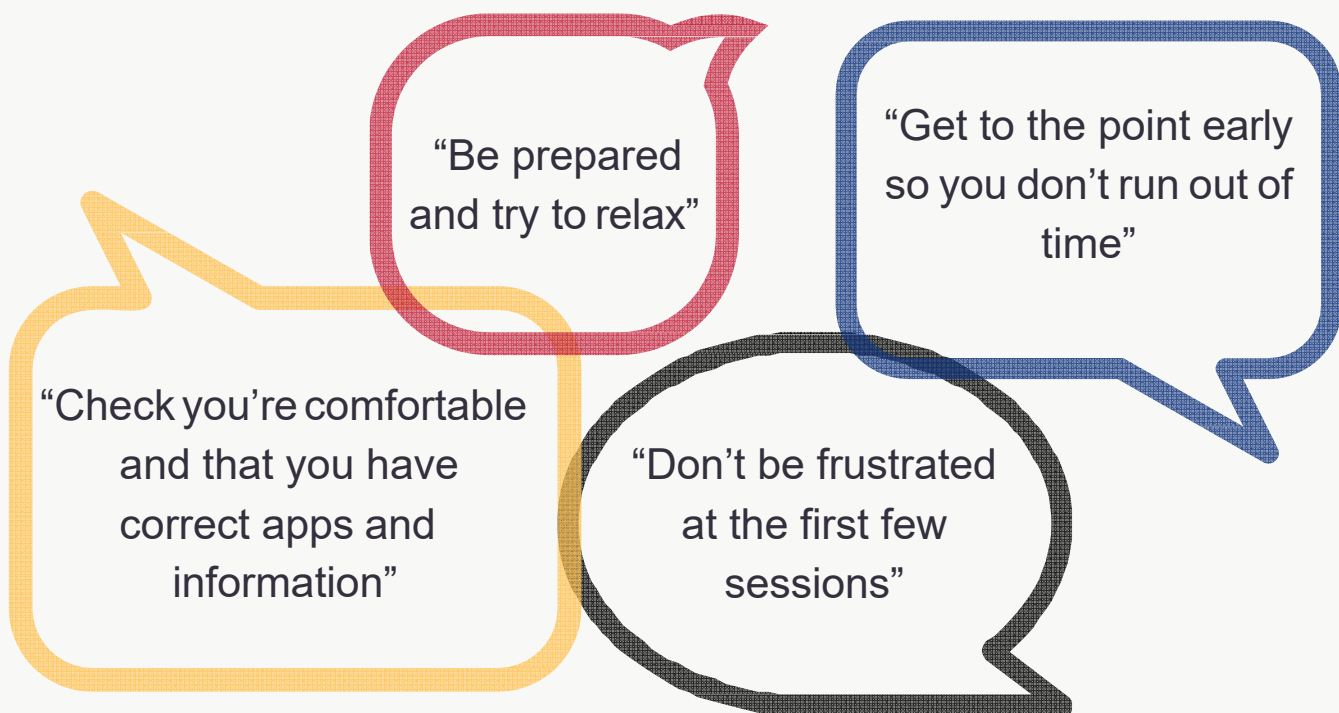 “Be prepared
and try to relax”
“Get to the point early
so you don’t run out of
time”
“Check you’re comfortable
and that you have
correct apps and
information”
“Don’t be frustrated
at the first few
sessions”